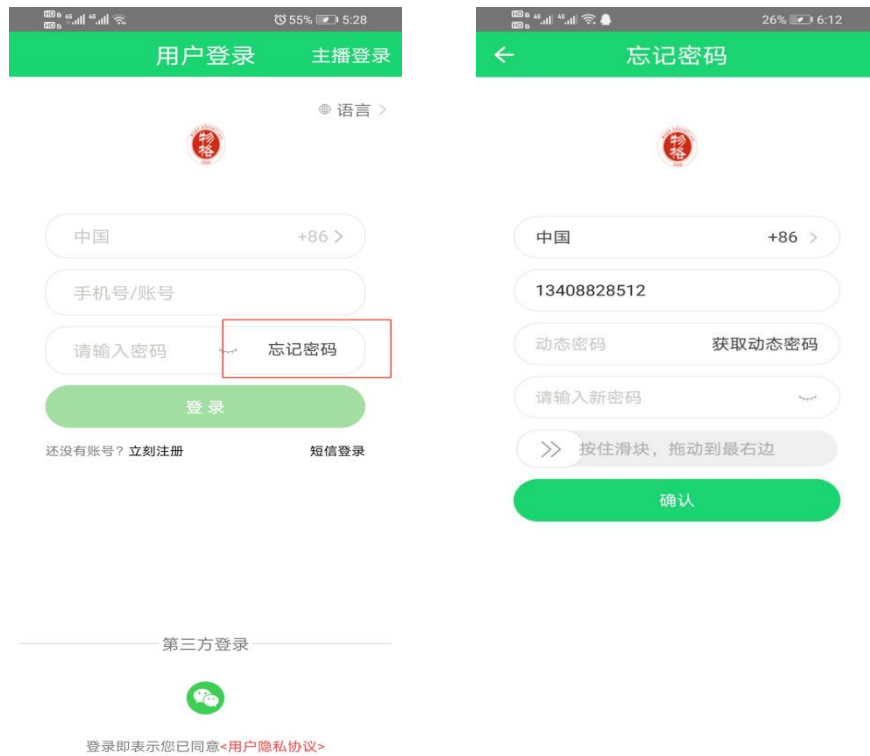 55% 5:28
用户登录 主播登录
语言 >
物格
中国 +86 >
手机号/账号
请输入密码 忘记密码
登录
还没有账号？立刻注册 短信登录
第三方登录
登录即表示您已同意<用户隐私协议>
26% 6:12
忘记密码
物格
中国 +86 >
13408828512
动态密码 获取动态密码
请输入新密码
>> 按住滑块，拖动到最右边
确认